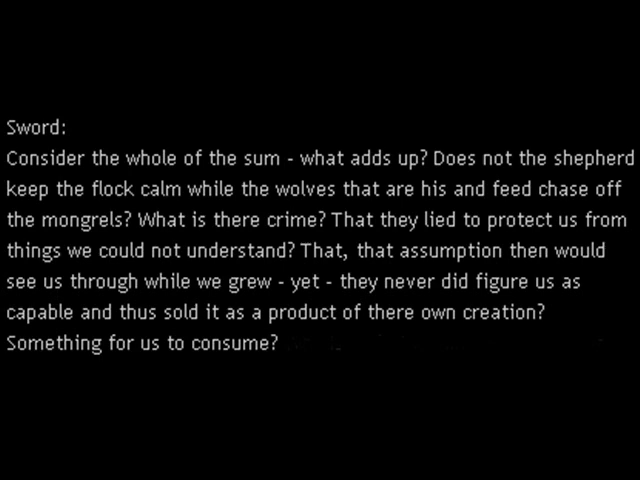 Sword:
Consider the whole of the sum - what adds up? Does not the shepherd
keep the flock calm while the wolves that are his and feed chase off
the mongrels? What is there crime? That they lied to protect us from
things we could not understand? That, that assumption then would
see us through while we grew - yet - they never did figure us as
capable and thus sold it as a product of there own creation?
Something for us to consume?